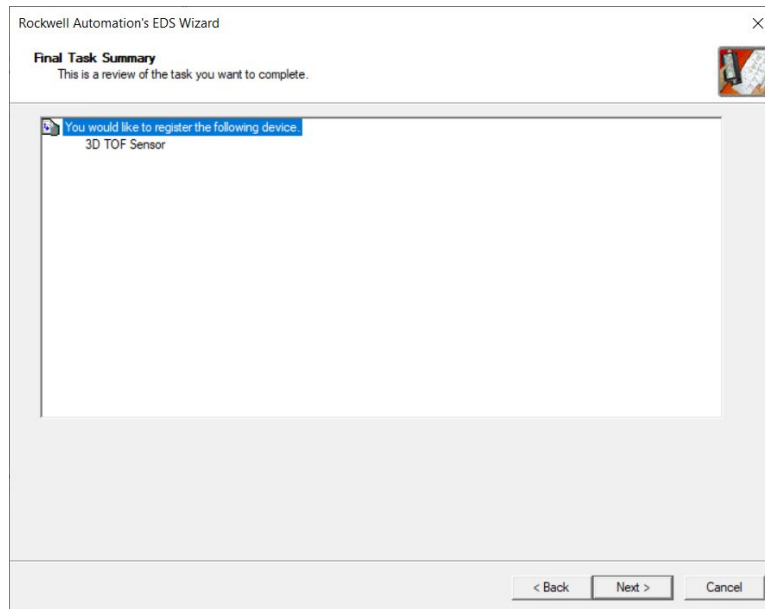 Rockwell Automation's EDS Wizard
Final Task Summary
This is a review of the task you want to complete.
You would like to register the following device.
3D TOF Sensor
< Back
Next >
Cancel